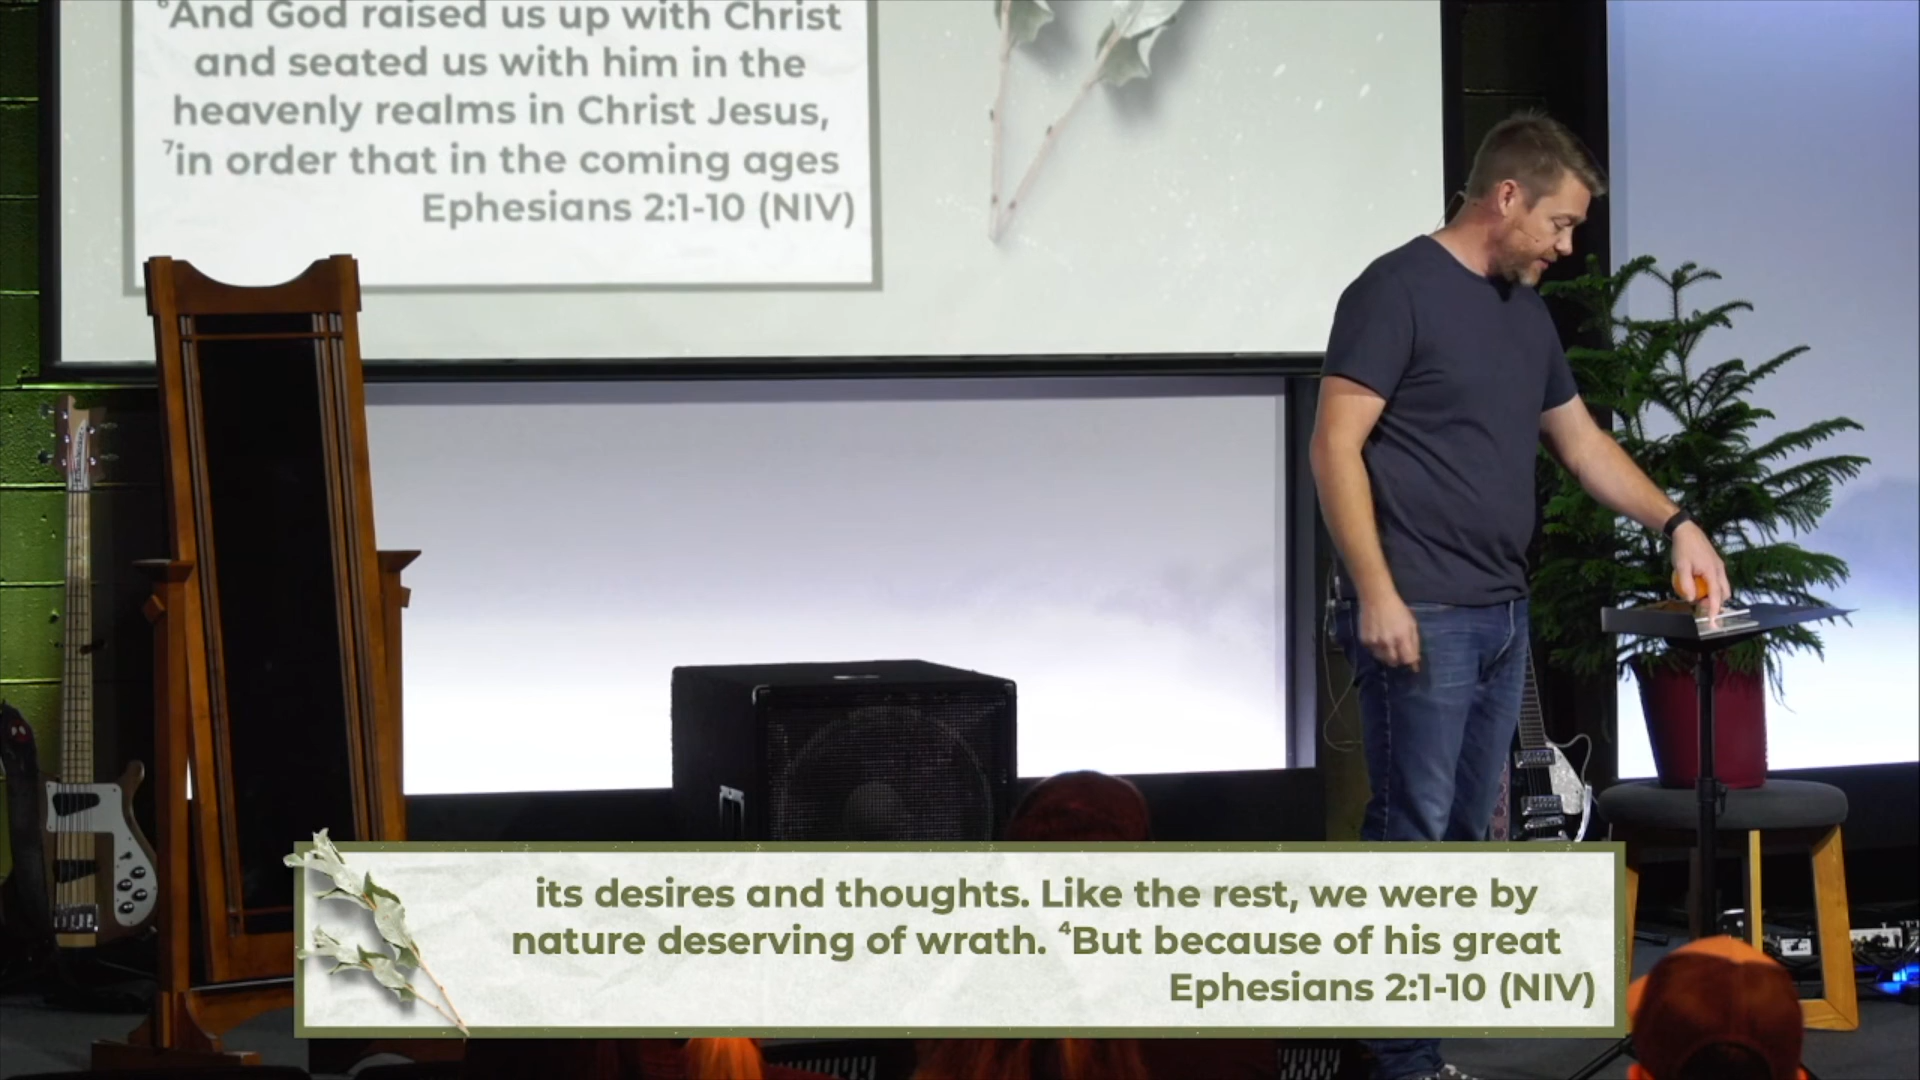 ⁶And God raised us up with Christ
and seated us with him in the
heavenly realms in Christ Jesus,
⁷in order that in the coming ages
Ephesians 2:1-10 (NIV)
its desires and thoughts. Like the rest, we were by
nature deserving of wrath. ⁴But because of his great
Ephesians 2:1-10 (NIV)